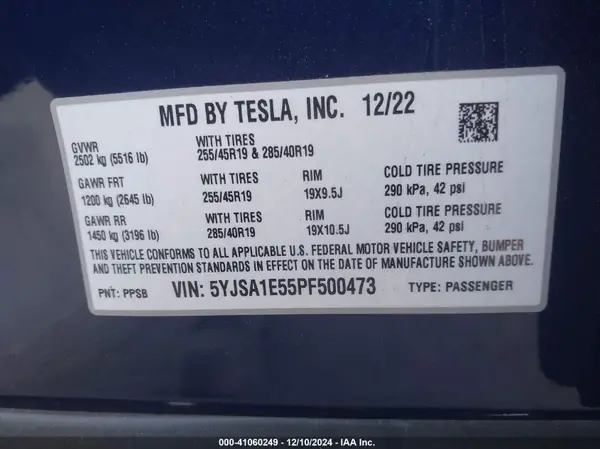 MFD BY TESLA, INC. 12/22
GVWR WITH TIRES
2502 kg (5516 lb) 255/45R19 & 285/40R19
GAWR FRT WITH TIRES RIM COLD TIRE PRESSURE
1200 kg (2645 lb) 255/45R19 19X9.5J 290 kPa, 42 psi
GAWR RR WITH TIRES RIM COLD TIRE PRESSURE
1450 kg (3196 lb) 285/40R19 19X10.5J 290 kPa, 42 psi
THIS VEHICLE CONFORMS TO ALL APPLICABLE U.S. FEDERAL MOTOR VEHICLE SAFETY, BUMPER
AND THEFT PREVENTION STANDARDS IN EFFECT ON THE DATE OF MANUFACTURE SHOWN ABOVE.
PNT: PPSB VIN: 5YJSA1E55PF500473 TYPE: PASSENGER
000-41060249 - 12/10/2024 - IAA Inc.